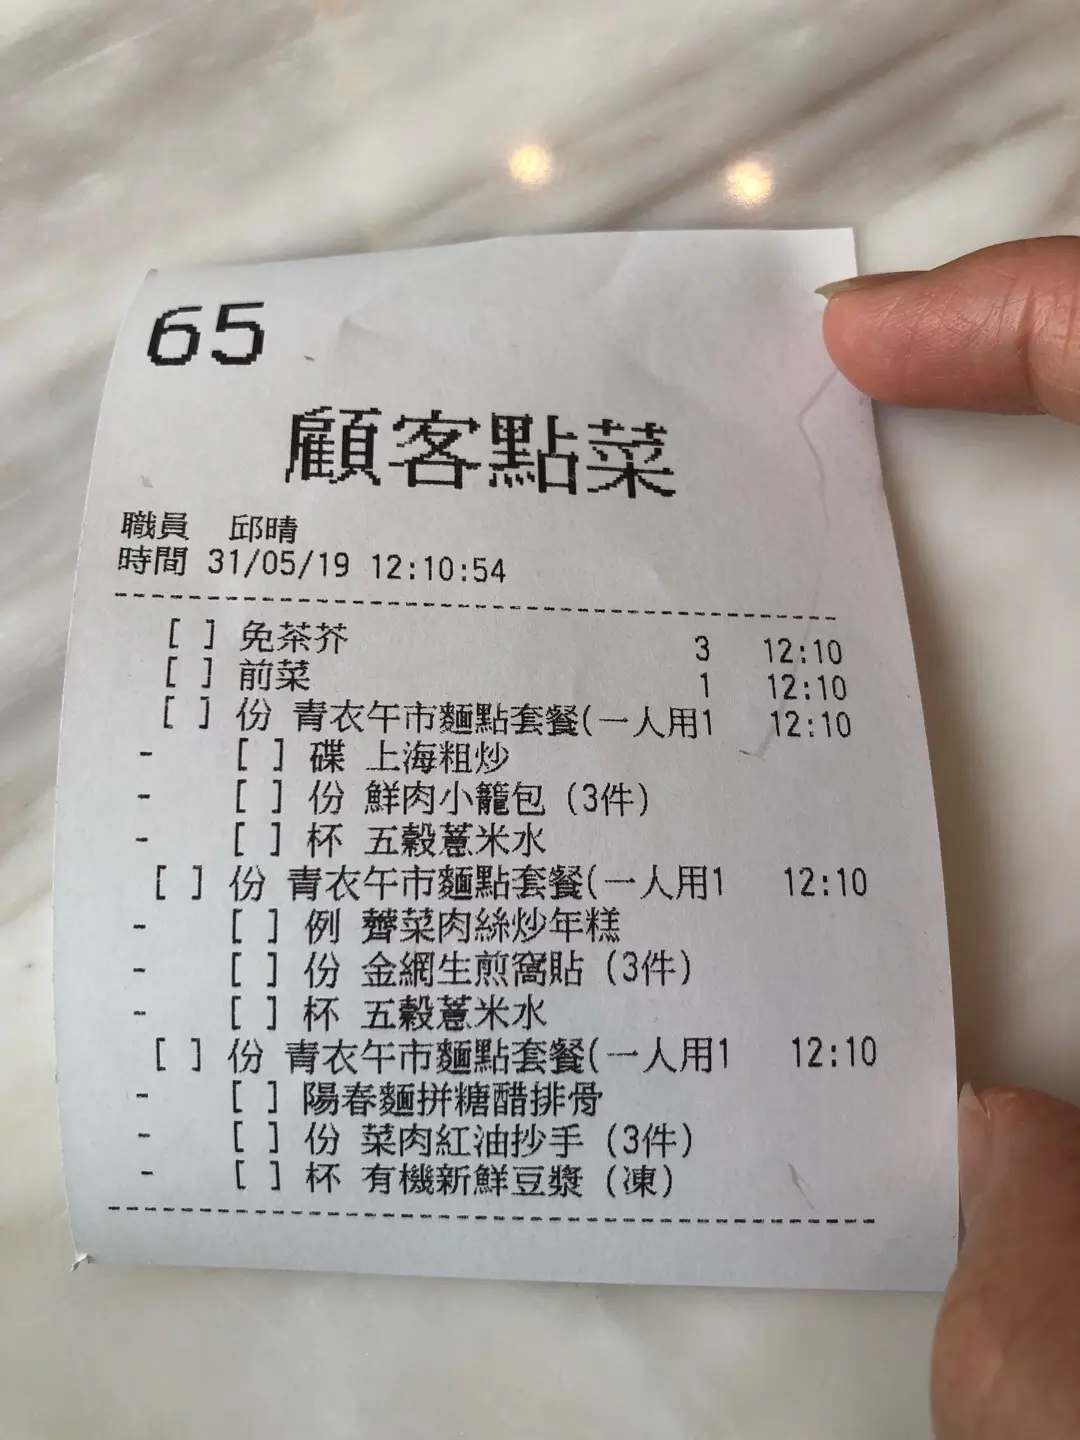 65
顧客點菜
職員 邱晴
時間 31/05/19 12:10:54
[ ] 免茶芥 3 12:10
[ ] 前菜 1 12:10
[ ] 份 青衣午市麵點套餐(一人用1 12:10
- [ ] 碟 上海粗炒
- [ ] 份 鮮肉小籠包 (3件)
- [ ] 杯 五穀薏米水
[ ] 份 青衣午市麵點套餐(一人用1 12:10
- [ ] 例 薺菜肉絲炒年糕
- [ ] 份 金網生煎窩貼 (3件)
- [ ] 杯 五穀薏米水
[ ] 份 青衣午市麵點套餐(一人用1 12:10
- [ ] 陽春麵拼糖醋排骨
- [ ] 份 菜肉紅油抄手 (3件)
- [ ] 杯 有機新鮮豆漿 (凍)